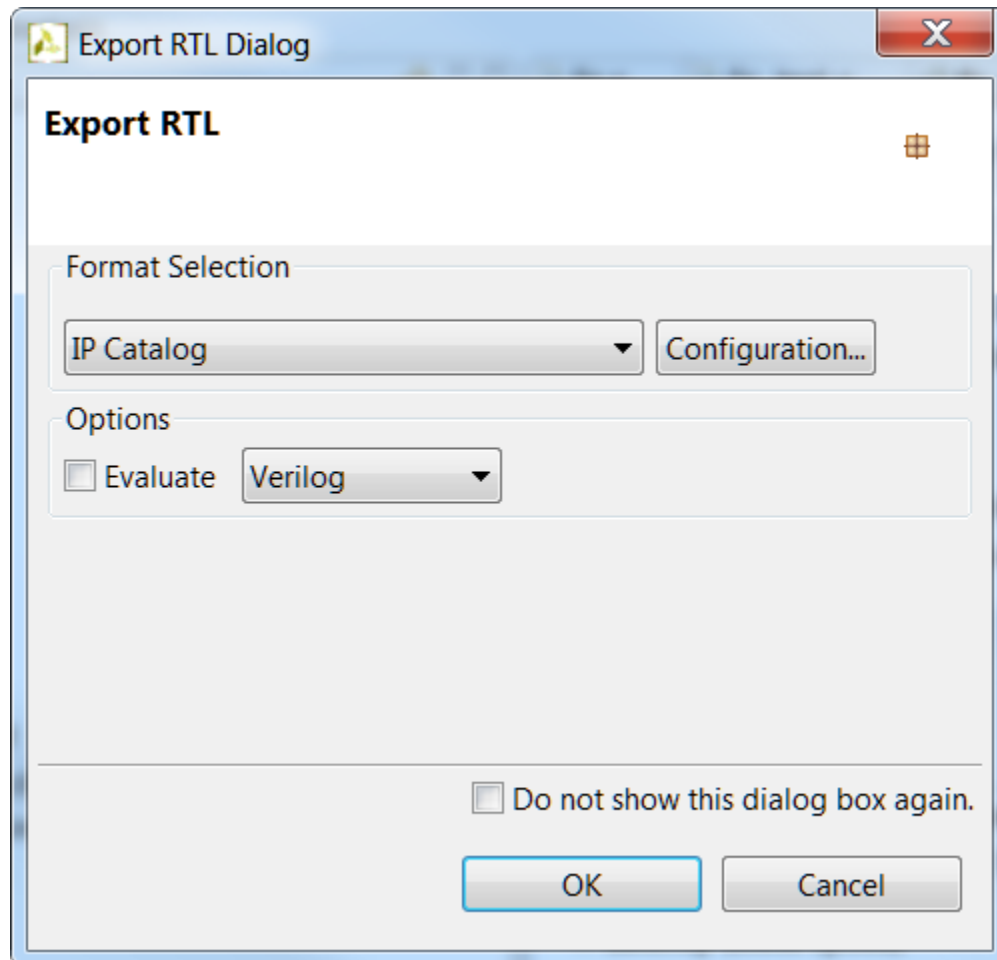 Export RTL Dialog
Export RTL
Format Selection
IP Catalog Configuration...
Options
Evaluate Verilog
Do not show this dialog box again.
OK Cancel